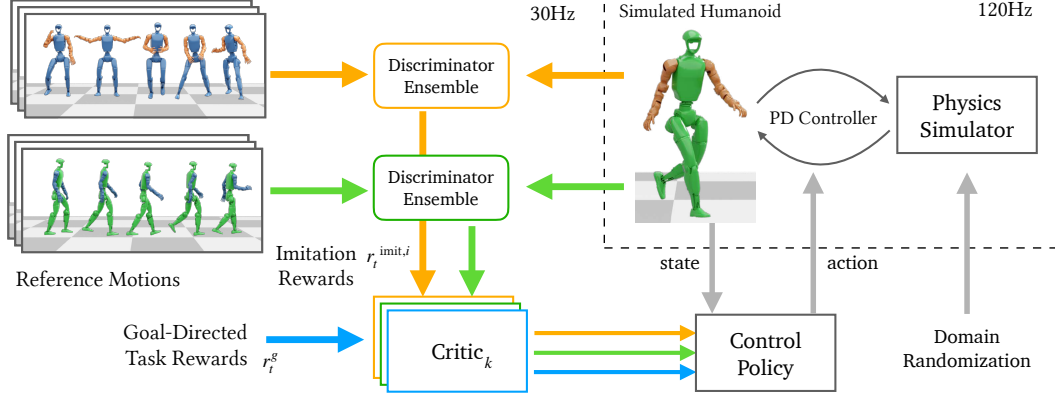 30Hz
Simulated Humanoid
120Hz
Discriminator
Ensemble
PD Controller
Physics
Simulator
Discriminator
Ensemble
Reference Motions
Imitation
Rewards r_t^{imit,i}
state
action
Goal-Directed
Task Rewards r_t^g
Critic_k
Control
Policy
Domain
Randomization